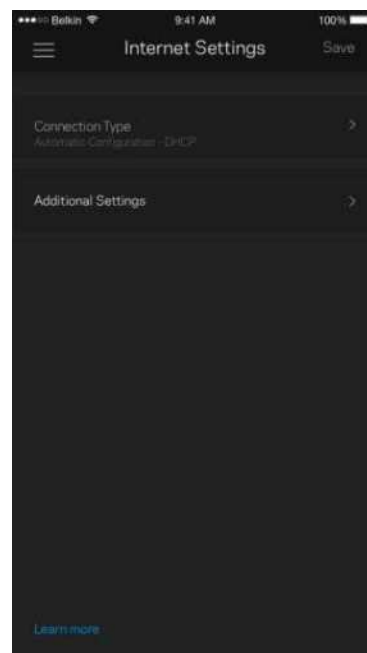 Belkin 9:41 AM 100%
Internet Settings Save
Connection Type
Automatic Configuration - DHCP
Additional Settings
Learn more